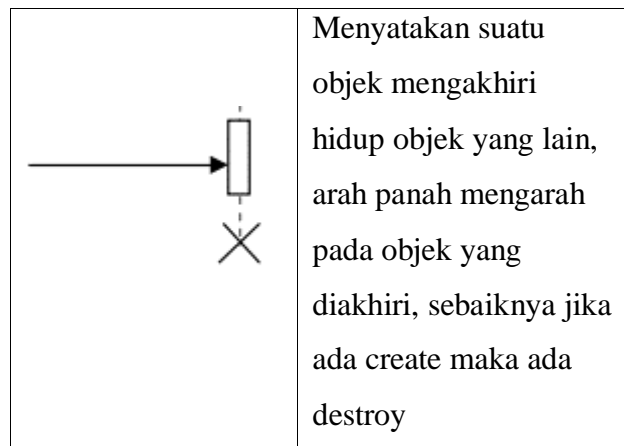 Menyatakan suatu
objek mengakhiri
hidup objek yang lain,
arah panah mengarah
pada objek yang
diakhiri, sebaiknya jika
ada create maka ada
destroy